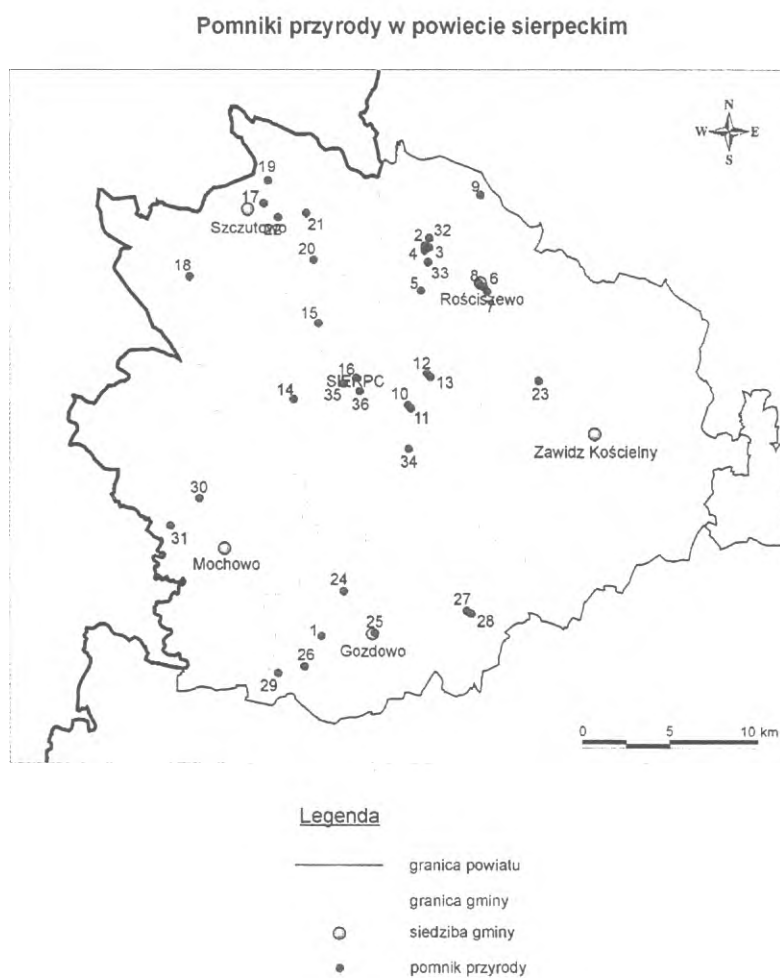 Pomniki przyrody w powiecie sierpeckim
N
W E
S
19
9
17
Szczutowo
22
21
2 32
4 3
20
33
18
8 6
5 Rościszewo
7
15
16
12
SIERPC
13
23
14
35
36
10
11
Zawidz Kościelny
34
30
31
Mochowo
24
27
28
1
25
Gozdowo
26
29
0 5 10 km
Legenda
granica powiatu
granica gminy
siedziba gminy
pomnik przyrody